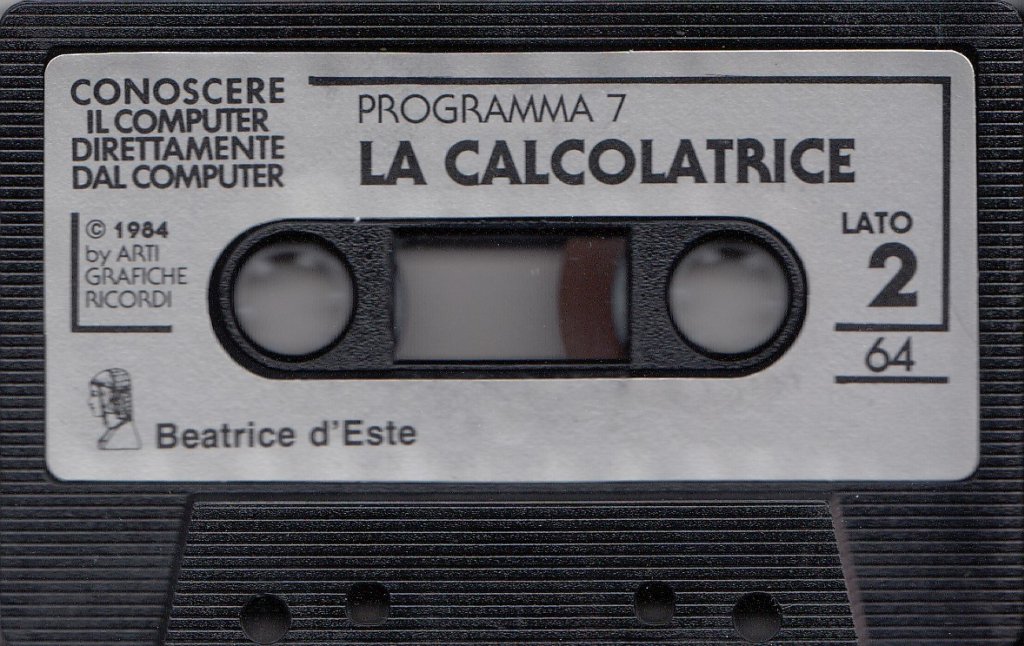 CONOSCERE
IL COMPUTER
DIRETTAMENTE
DAL COMPUTER
PROGRAMMA 7
LA CALCOLATRICE
© 1984
by ARTI
GRAFICHE
RICORDI
LATO
2
64
Beatrice d'Este